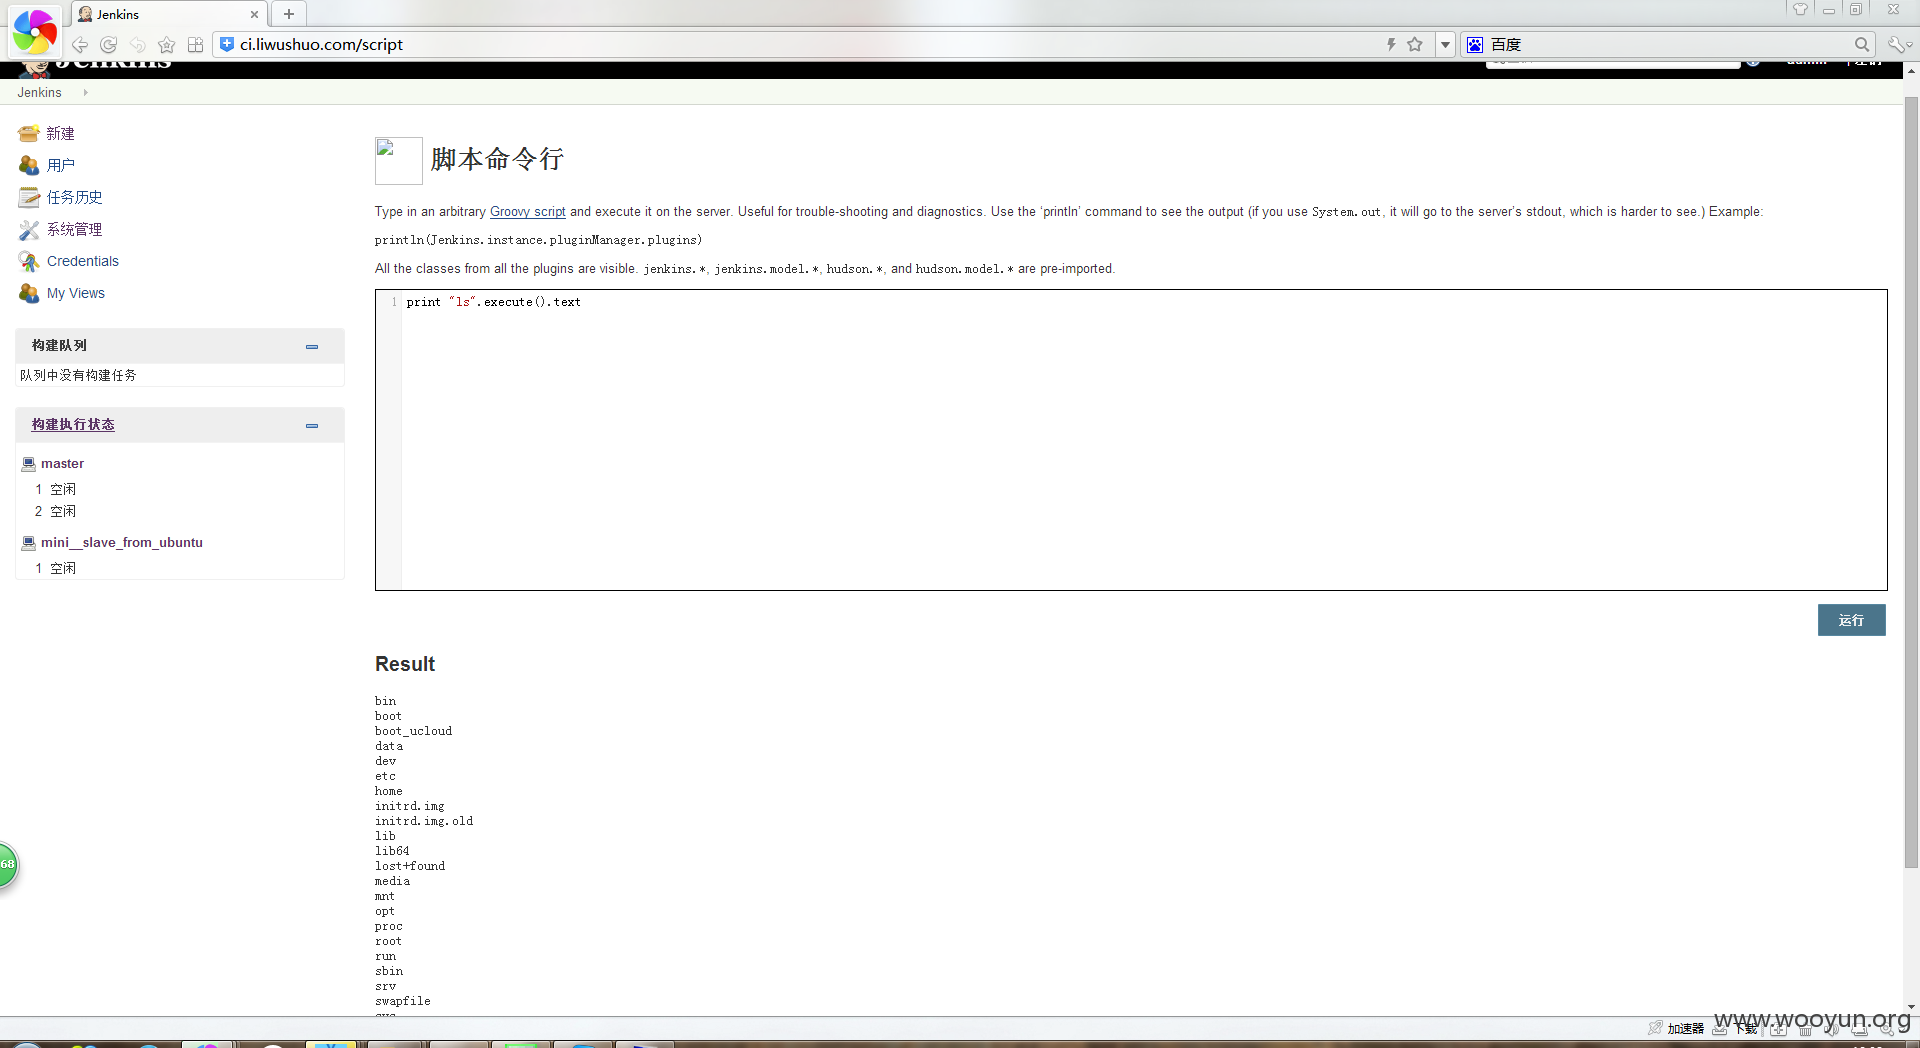 Jenkins
ci.liwushuo.com/script
百度
Jenkins
admin
Jenkins
新建
用户
任务历史
系统管理
Credentials
My Views
构建队列
队列中没有构建任务
构建执行状态
master
1 空闲
2 空闲
mini__slave_from_ubuntu
1 空闲
脚本命令行
Type in an arbitrary Groovy script and execute it on the server. Useful for trouble-shooting and diagnostics. Use the ‘println’ command to see the output (if you use System.out, it will go to the server’s stdout, which is harder to see.) Example:
println(Jenkins.instance.pluginManager.plugins)
All the classes from all the plugins are visible. jenkins.*, jenkins.model.*, hudson.*, and hudson.model.* are pre-imported.
1 print "ls".execute().text
运行
Result
bin
boot
boot_ucloud
data
dev
etc
home
initrd.img
initrd.img.old
lib
lib64
lost+found
media
mnt
opt
proc
root
run
sbin
srv
swapfile
68
加速器
下载
www.wooyun.org